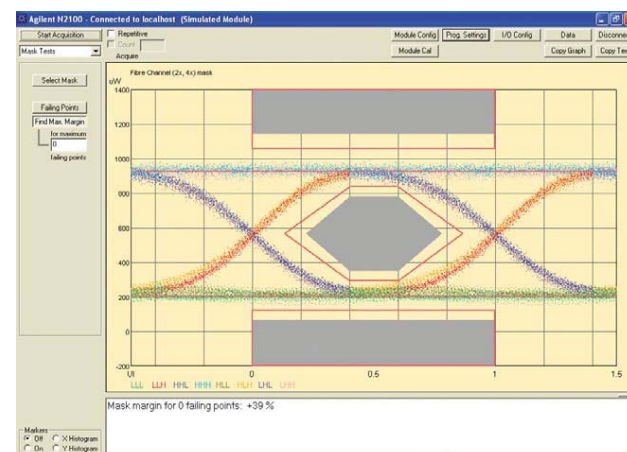 Agilent N2100 - Connected to localhost (Simulated Module)
Start Acquisition
Mask Tests
Repetitive
Count
Acquire
Module Config
Prog. Settings
I/O Config
Data
Module Cal
Copy Graph
Select Mask
Failing Points
Find Max. Margin
for maximum
0
failing points
Fibre Channel (2x, 4x) mask
uW
1400
1200
1000
800
600
400
200
0
-200
UI 0 0.5 1 1.5
LLL LLH HHL HHH HLL HLH LHL LHH
Mask margin for 0 failing points: +39 %
Markers
Off X Histogram
On Y Histogram